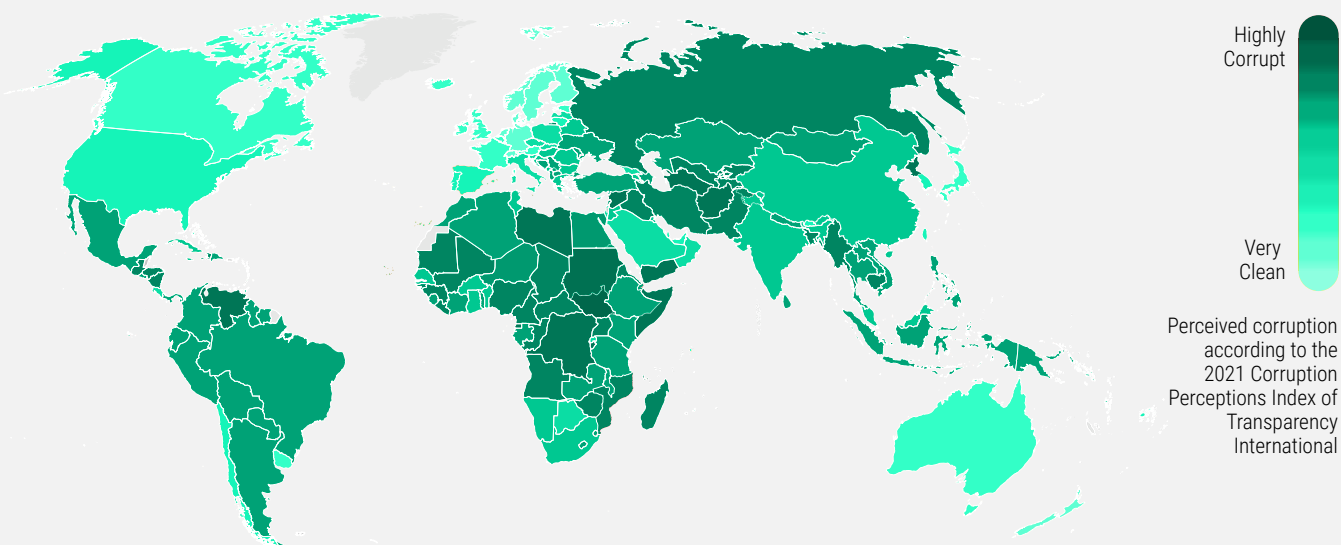 Highly
Corrupt
Very
Clean
Perceived corruption
according to the
2021 Corruption
Perceptions Index of
Transparency
International